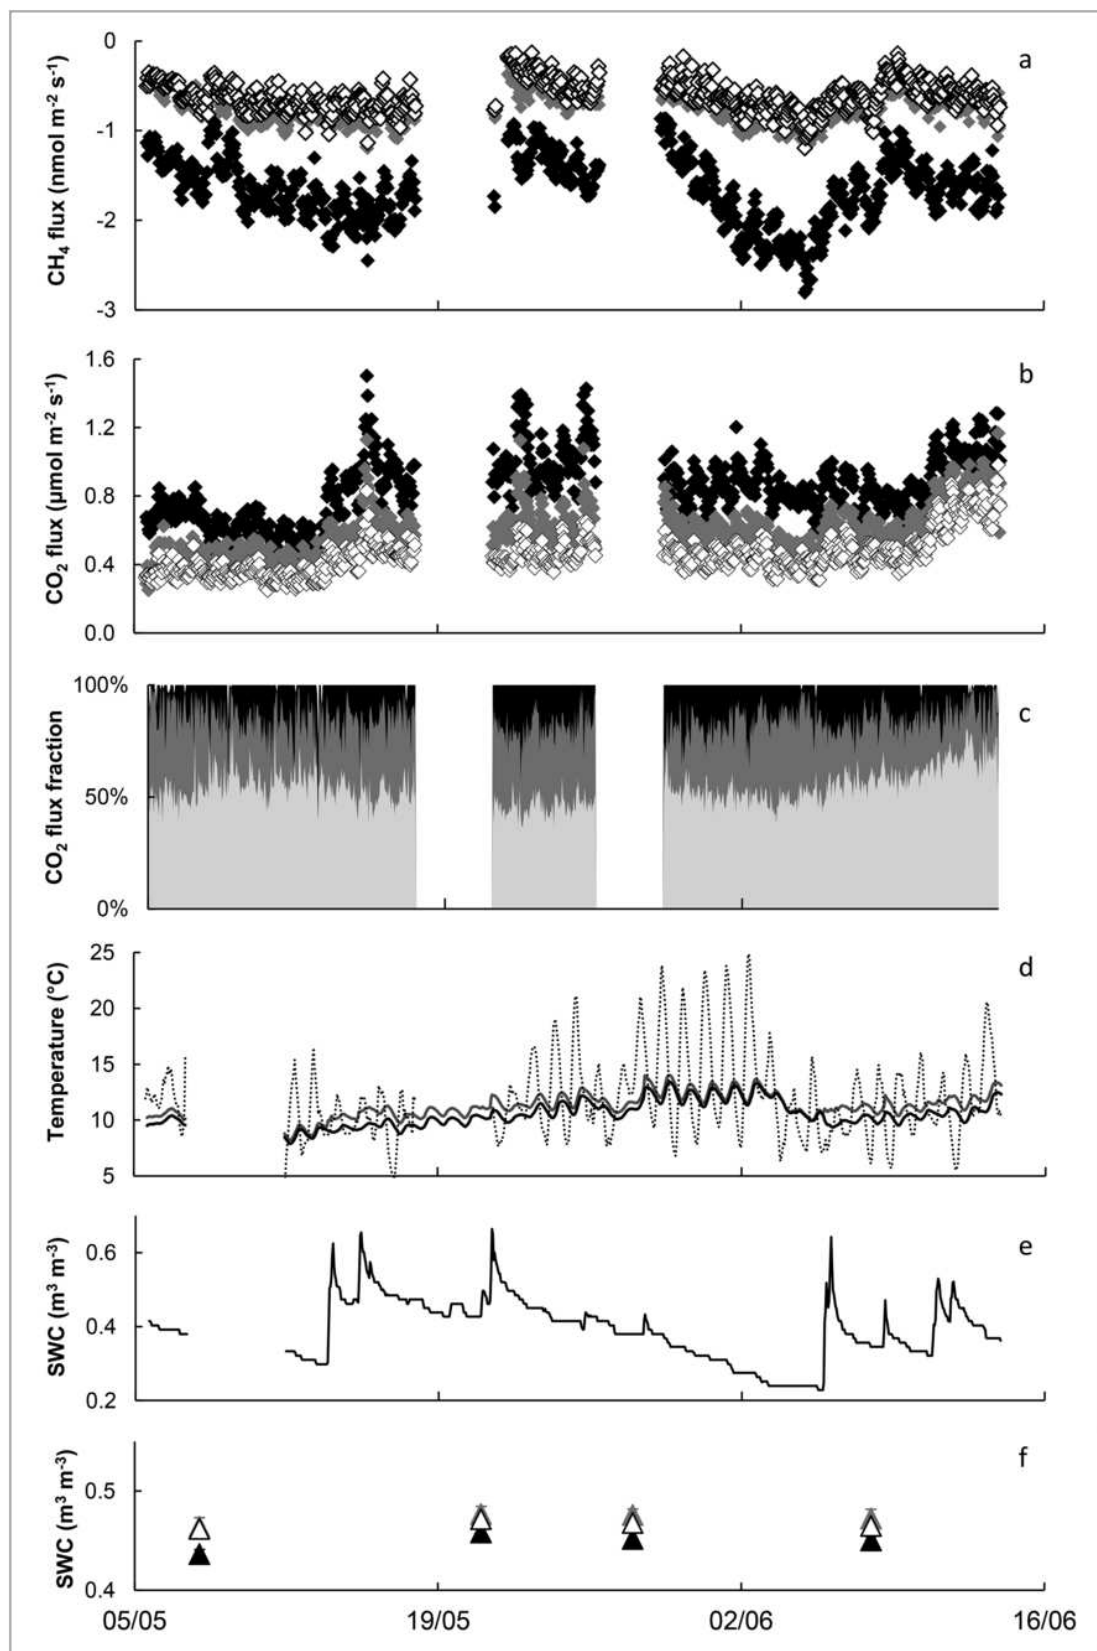 a
CH4 flux (nmol m-2 s-1)
0
-1
-2
-3
b
CO2 flux (µmol m-2 s-1)
1.6
1.2
0.8
0.4
0.0
c
CO2 flux fraction
100%
50%
0%
d
Temperature (°C)
25
20
15
10
5
e
SWC (m3 m-3)
0.6
0.4
0.2
f
SWC (m3 m-3)
0.5
0.4
05/05 19/05 02/06 16/06